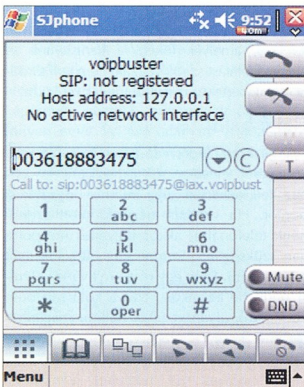 SJphone 9:52
40m
voipbuster
SIP: not registered
Host address: 127.0.0.1
No active network interface
003618883475 C
T
Call to: sip:003618883475@iax.voipbust
1 2 abc 3 def
4 ghi 5 jkl 6 mno
7 pqrs 8 tuv 9 wxyz
Mute
* 0 oper #
DND
Menu